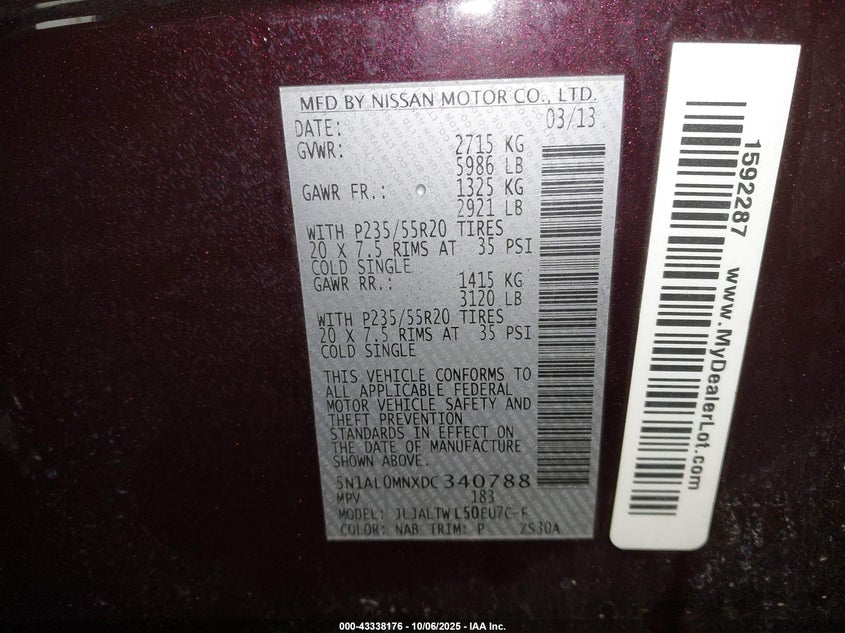 MFD BY NISSAN MOTOR CO., LTD.
DATE: 03/13
GVWR: 2715 KG
5986 LB
GAWR FR.: 1325 KG
2921 LB
WITH P235/55R20 TIRES
20 X 7.5 RIMS AT 35 PSI
COLD SINGLE
GAWR RR.: 1415 KG
3120 LB
WITH P235/55R20 TIRES
20 X 7.5 RIMS AT 35 PSI
COLD SINGLE
THIS VEHICLE CONFORMS TO
ALL APPLICABLE FEDERAL
MOTOR VEHICLE SAFETY AND
THEFT PREVENTION
STANDARDS IN EFFECT ON
THE DATE OF MANUFACTURE
SHOWN ABOVE.
5N1AL0MNXDC340788
MPV 183
MODEL: JLJALTWL50EU7C-F
COLOR: NAB TRIM: P ZS30A
1592287 www.MyDealerLot.com
000-43338176 - 10/06/2025 - IAA Inc.